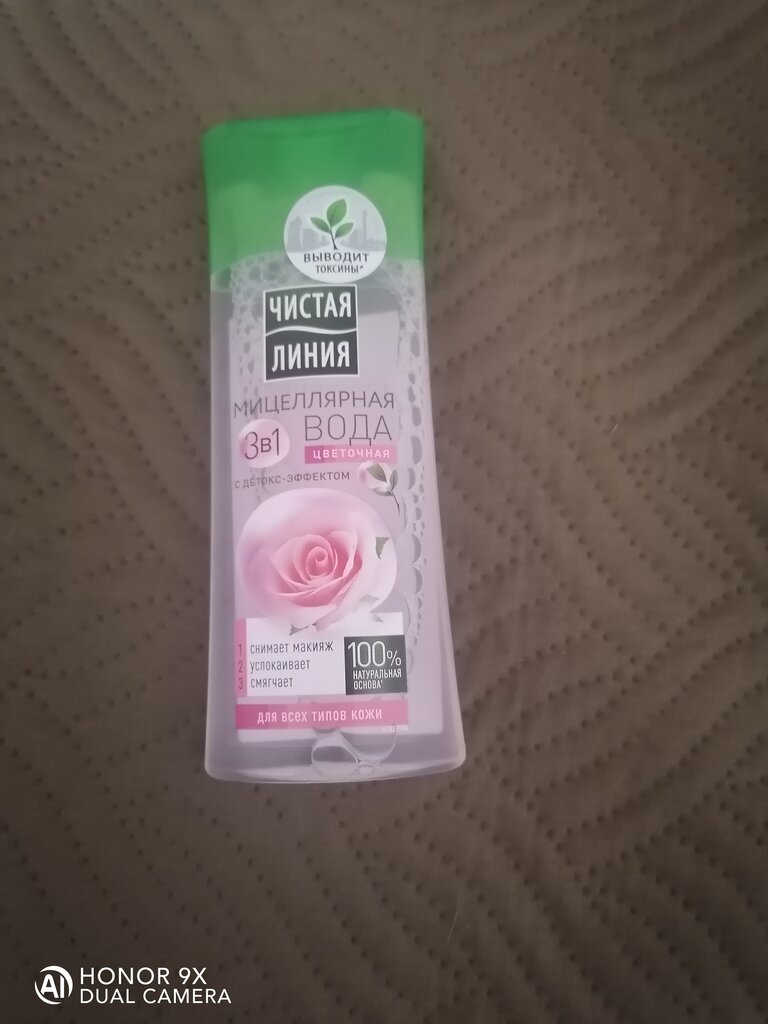 ВЫВОДИТ
ТОКСИНЫ*
ЧИСТАЯ
ЛИНИЯ
МИЦЕЛЛЯРНАЯ
3в1 ВОДА
ЦВЕТОЧНАЯ
С ДЕТОКС-ЭФФЕКТОМ
1 снимает макияж
2 успокаивает
3 смягчает
100%
НАТУРАЛЬНАЯ
ОСНОВА*
ДЛЯ ВСЕХ ТИПОВ КОЖИ
AI HONOR 9X
DUAL CAMERA